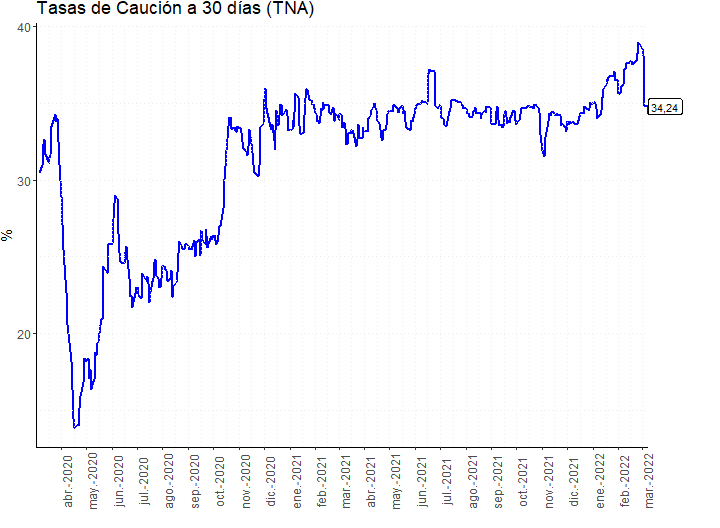 Tasas de Caución a 30 días (TNA)
40
30
20
%
34,24
abr.-2020
may.-2020
jun.-2020
jul.-2020
ago.-2020
sep.-2020
oct.-2020
nov.-2020
dic.-2020
ene.-2021
feb.-2021
mar.-2021
abr.-2021
may.-2021
jun.-2021
jul.-2021
ago.-2021
sep.-2021
oct.-2021
nov.-2021
dic.-2021
ene.-2022
feb.-2022
mar.-2022